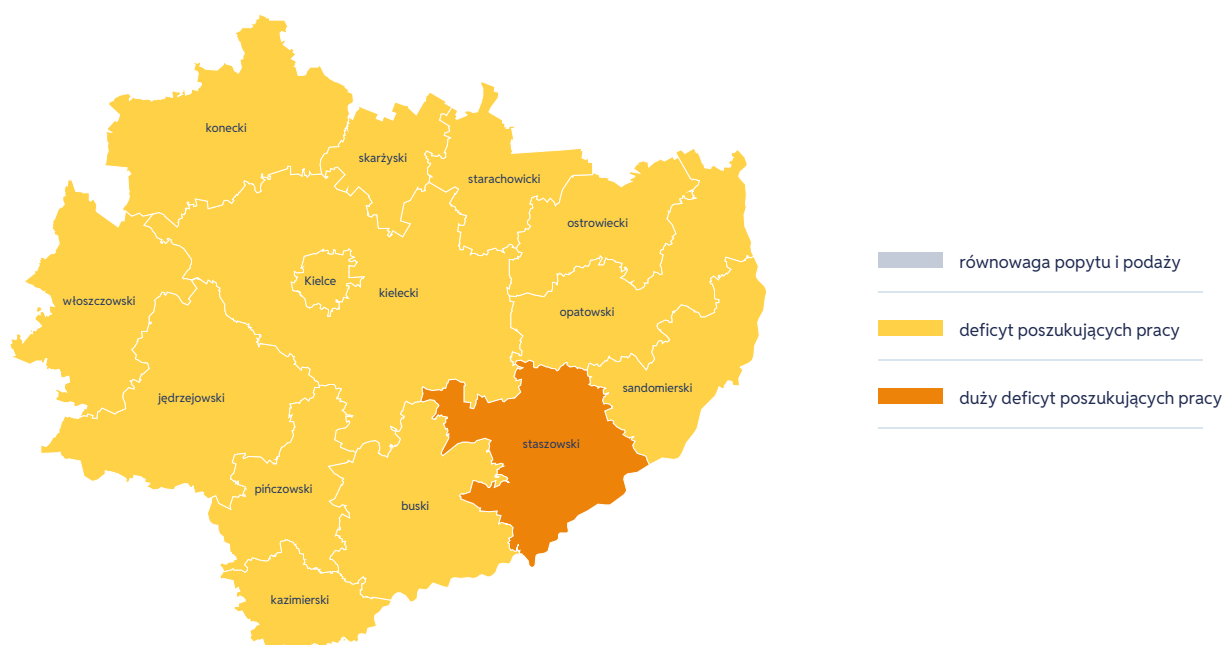 konecki
skarżyski
starachowicki
ostrowiecki
Kielce
kielecki
włoszczowski
opatowski
jędrzejowski
sandomierski
staszowski
pińczowski
buski
kazimierski
równowaga popytu i podaży
deficyt poszukujących pracy
duży deficyt poszukujących pracy